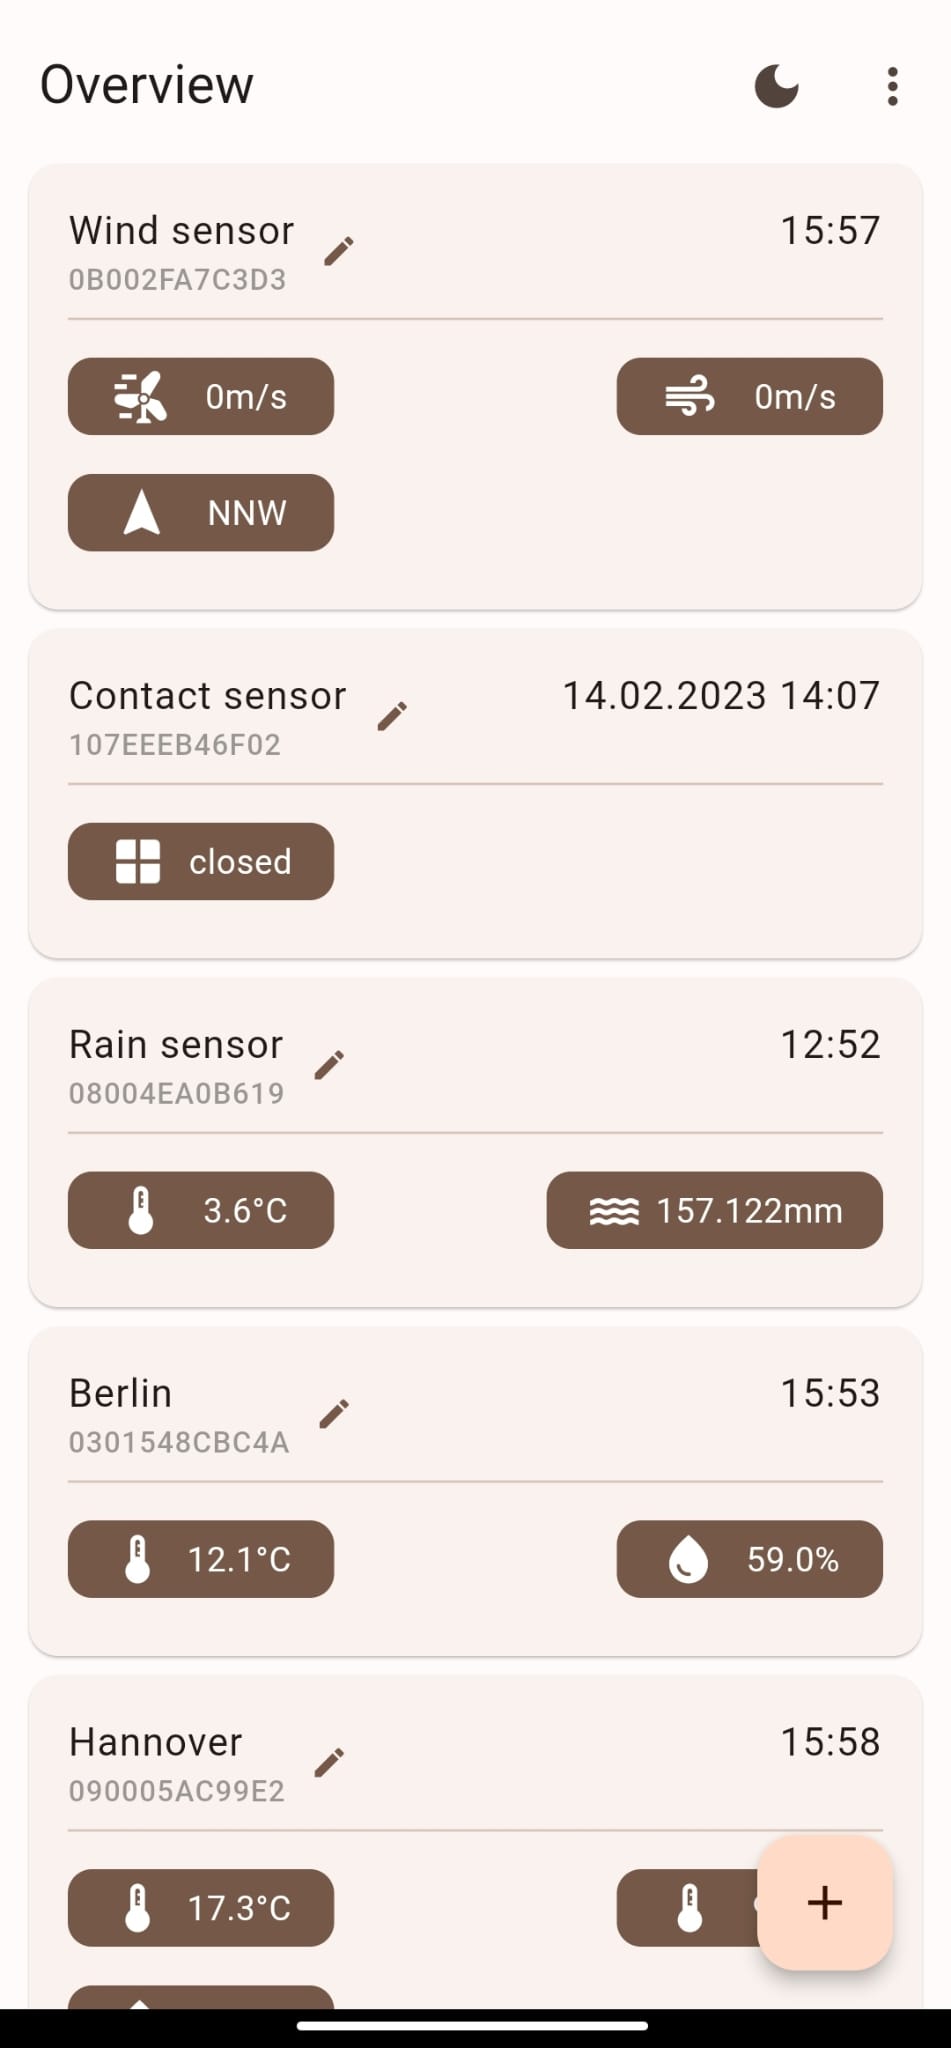 Overview
Wind sensor
15:57
0B002FA7C3D3
0m/s
0m/s
NNW
Contact sensor
14.02.2023 14:07
107EEEB46F02
closed
Rain sensor
12:52
08004EA0B619
3.6°C
157.122mm
Berlin
15:53
0301548CBC4A
12.1°C
59.0%
Hannover
15:58
090005AC99E2
17.3°C
+